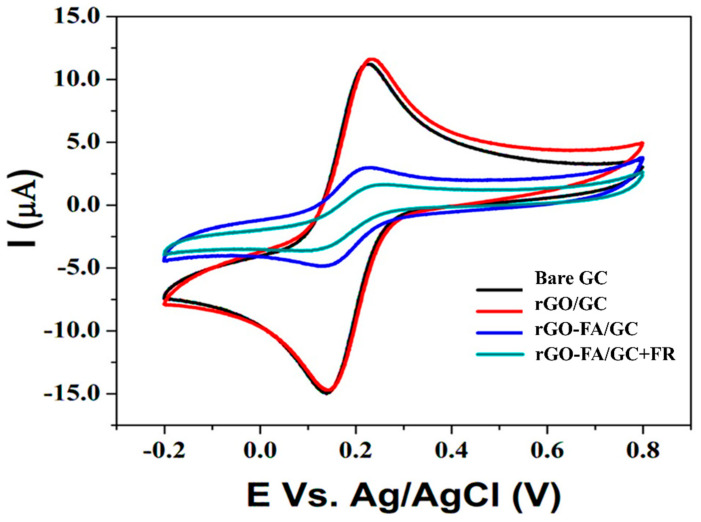 15.0
10.0
5.0
0.0
-5.0
-10.0
-15.0
I (µA)
Bare GC
rGO/GC
rGO-FA/GC
rGO-FA/GC+FR
-0.2 0.0 0.2 0.4 0.6 0.8
E Vs. Ag/AgCl (V)